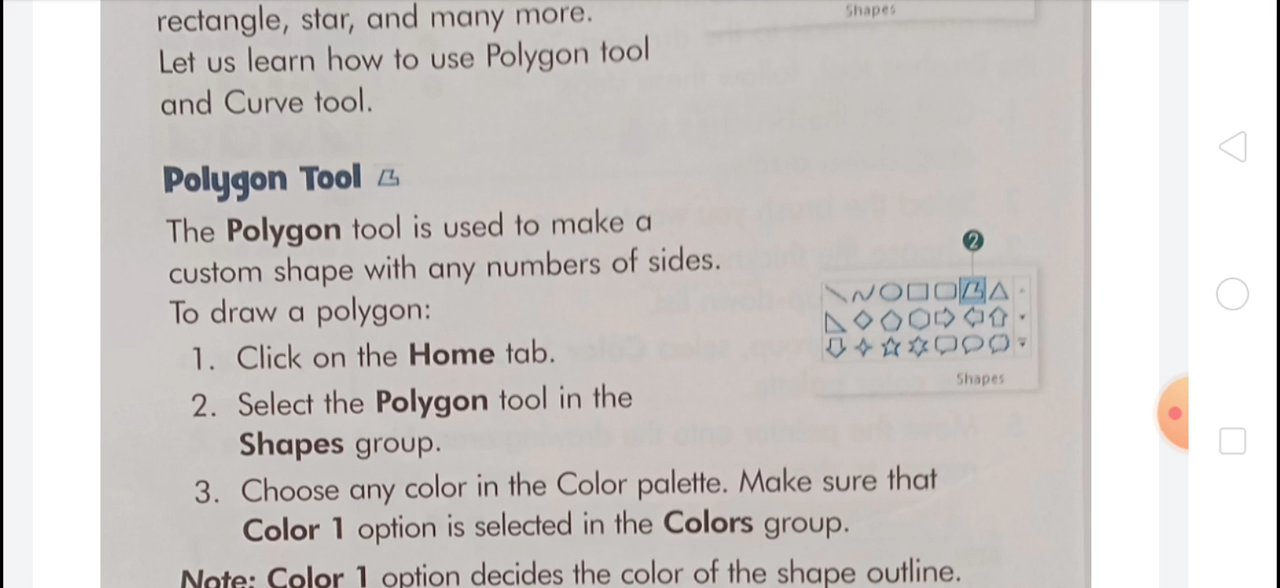 rectangle, star, and many more.
Shapes
Let us learn how to use Polygon tool
and Curve tool.
Polygon Tool
The Polygon tool is used to make a
custom shape with any numbers of sides.
To draw a polygon:
1. Click on the Home tab.
2. Select the Polygon tool in the
Shapes group.
2
Shapes
3. Choose any color in the Color palette. Make sure that
Color 1 option is selected in the Colors group.
Note: Color 1 option decides the color of the shape outline.